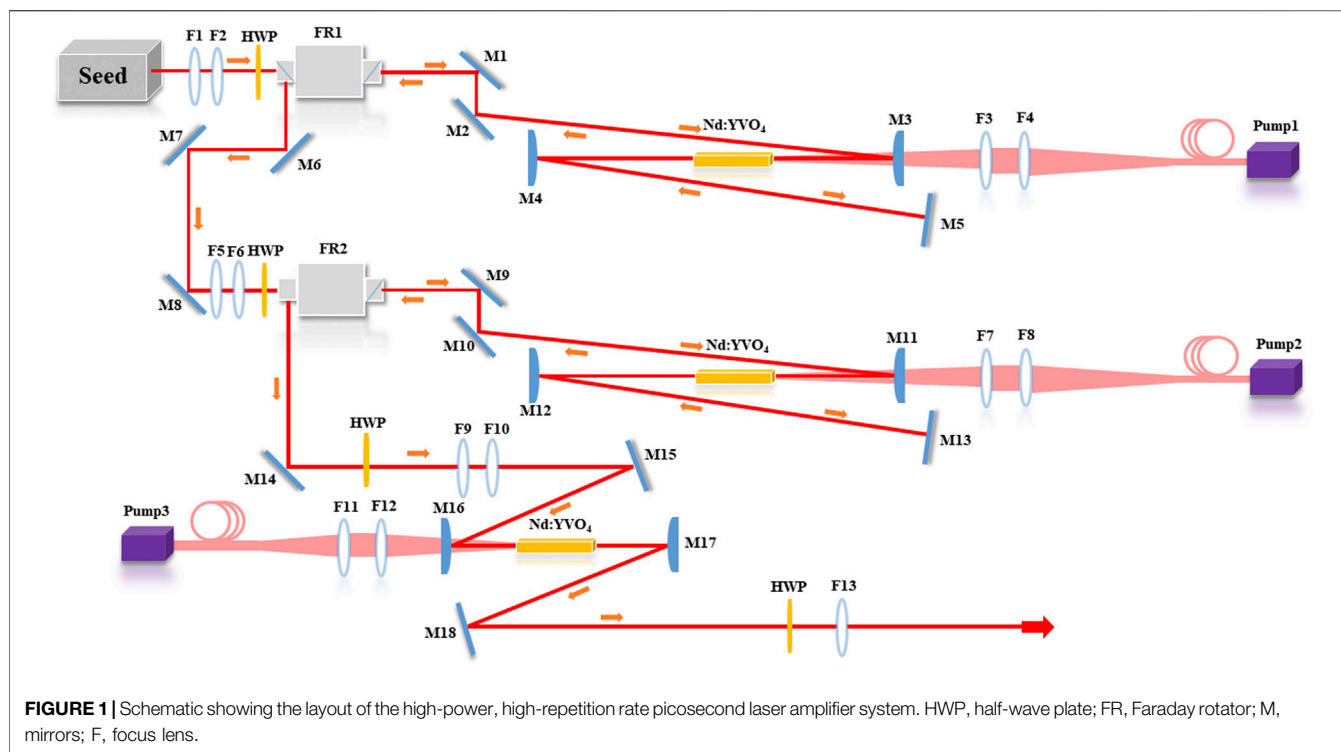 F1 F2 HWP FR1
Seed
M1
M2
M7
M6
Nd:YVO₄
M3
F3 F4
Pump1
M4
M5
F5 F6 HWP
FR2
M8
M9
M10
Nd:YVO₄
M11
F7 F8
Pump2
M12
M13
HWP
F9 F10
M14
M15
Pump3
F11 F12
M16
Nd:YVO₄
M17
HWP F13
M18
FIGURE 1 | Schematic showing the layout of the high-power, high-repetition rate picosecond laser amplifier system. HWP, half-wave plate; FR, Faraday rotator; M,
mirrors; F, focus lens.